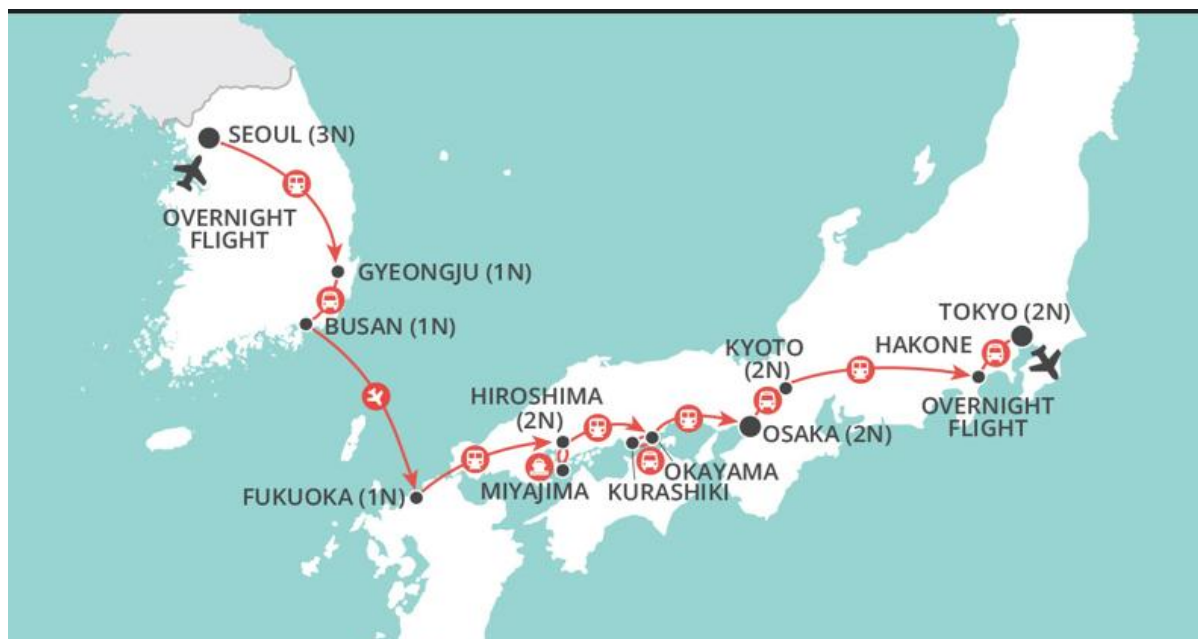 SEOUL (3N)
OVERNIGHT
FLIGHT
GYEONGJU (1N)
BUSAN (1N)
TOKYO (2N)
KYOTO
(2N)
HAKONE
HIROSHIMA
(2N)
OVERNIGHT
FLIGHT
OSAKA (2N)
OKAYAMA
FUKUOKA (1N)
MIYAJIMA
KURASHIKI